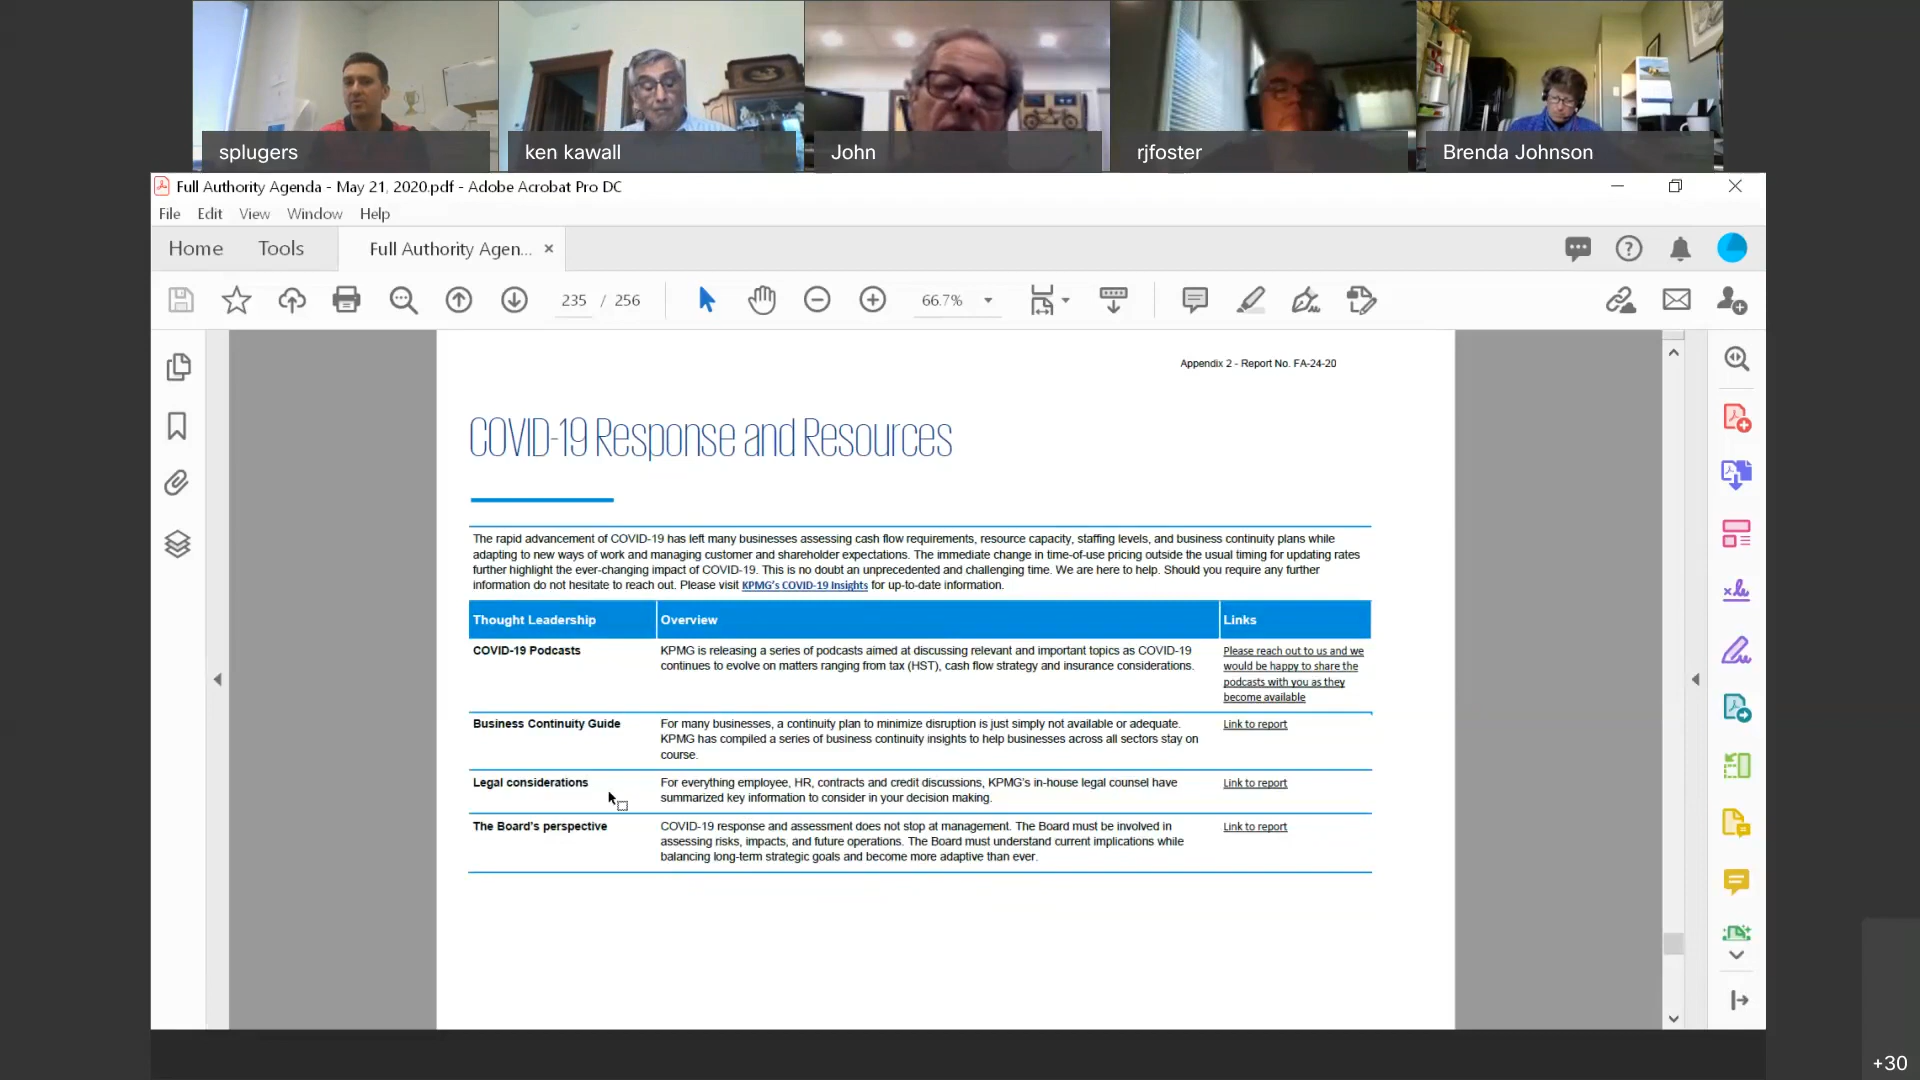 splugers
ken kawall
John
rjfoster
Brenda Johnson
Full Authority Agenda - May 21, 2020.pdf - Adobe Acrobat Pro DC
File Edit View Window Help
Home Tools Full Authority Agen... ×
235 / 256 66.7%
Appendix 2 - Report No. FA-24-20
COVID-19 Response and Resources
The rapid advancement of COVID-19 has left many businesses assessing cash flow requirements, resource capacity, staffing levels, and business continuity plans while
adapting to new ways of work and managing customer and shareholder expectations. The immediate change in time-of-use pricing outside the usual timing for updating rates
further highlight the ever-changing impact of COVID-19. This is no doubt an unprecedented and challenging time. We are here to help. Should you require any further
information do not hesitate to reach out. Please visit KPMG's COVID-19 Insights for up-to-date information.
Thought Leadership Overview Links
COVID-19 Podcasts
KPMG is releasing a series of podcasts aimed at discussing relevant and important topics as COVID-19
continues to evolve on matters ranging from tax (HST), cash flow strategy and insurance considerations.
Please reach out to us and we
would be happy to share the
podcasts with you as they
become available
Business Continuity Guide
For many businesses, a continuity plan to minimize disruption is just simply not available or adequate.
KPMG has compiled a series of business continuity insights to help businesses across all sectors stay on
course.
Link to report
Legal considerations
For everything employee, HR, contracts and credit discussions, KPMG's in-house legal counsel have
summarized key information to consider in your decision making.
Link to report
The Board's perspective
COVID-19 response and assessment does not stop at management. The Board must be involved in
assessing risks, impacts, and future operations. The Board must understand current implications while
balancing long-term strategic goals and become more adaptive than ever.
Link to report
+30